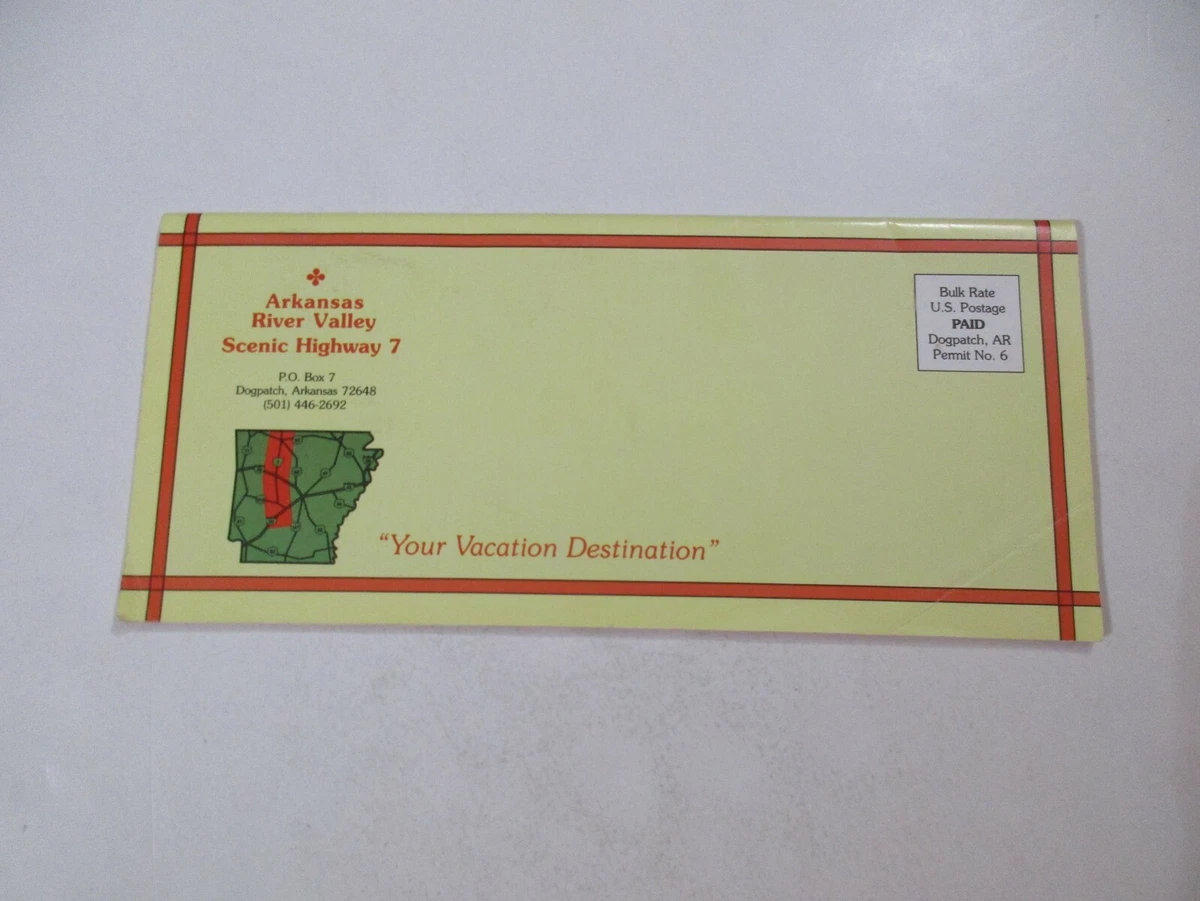 Arkansas
River Valley
Scenic Highway 7
P.O. Box 7
Dogpatch, Arkansas 72648
(501) 446-2692
"Your Vacation Destination"
Bulk Rate
U.S. Postage
PAID
Dogpatch, AR
Permit No. 6